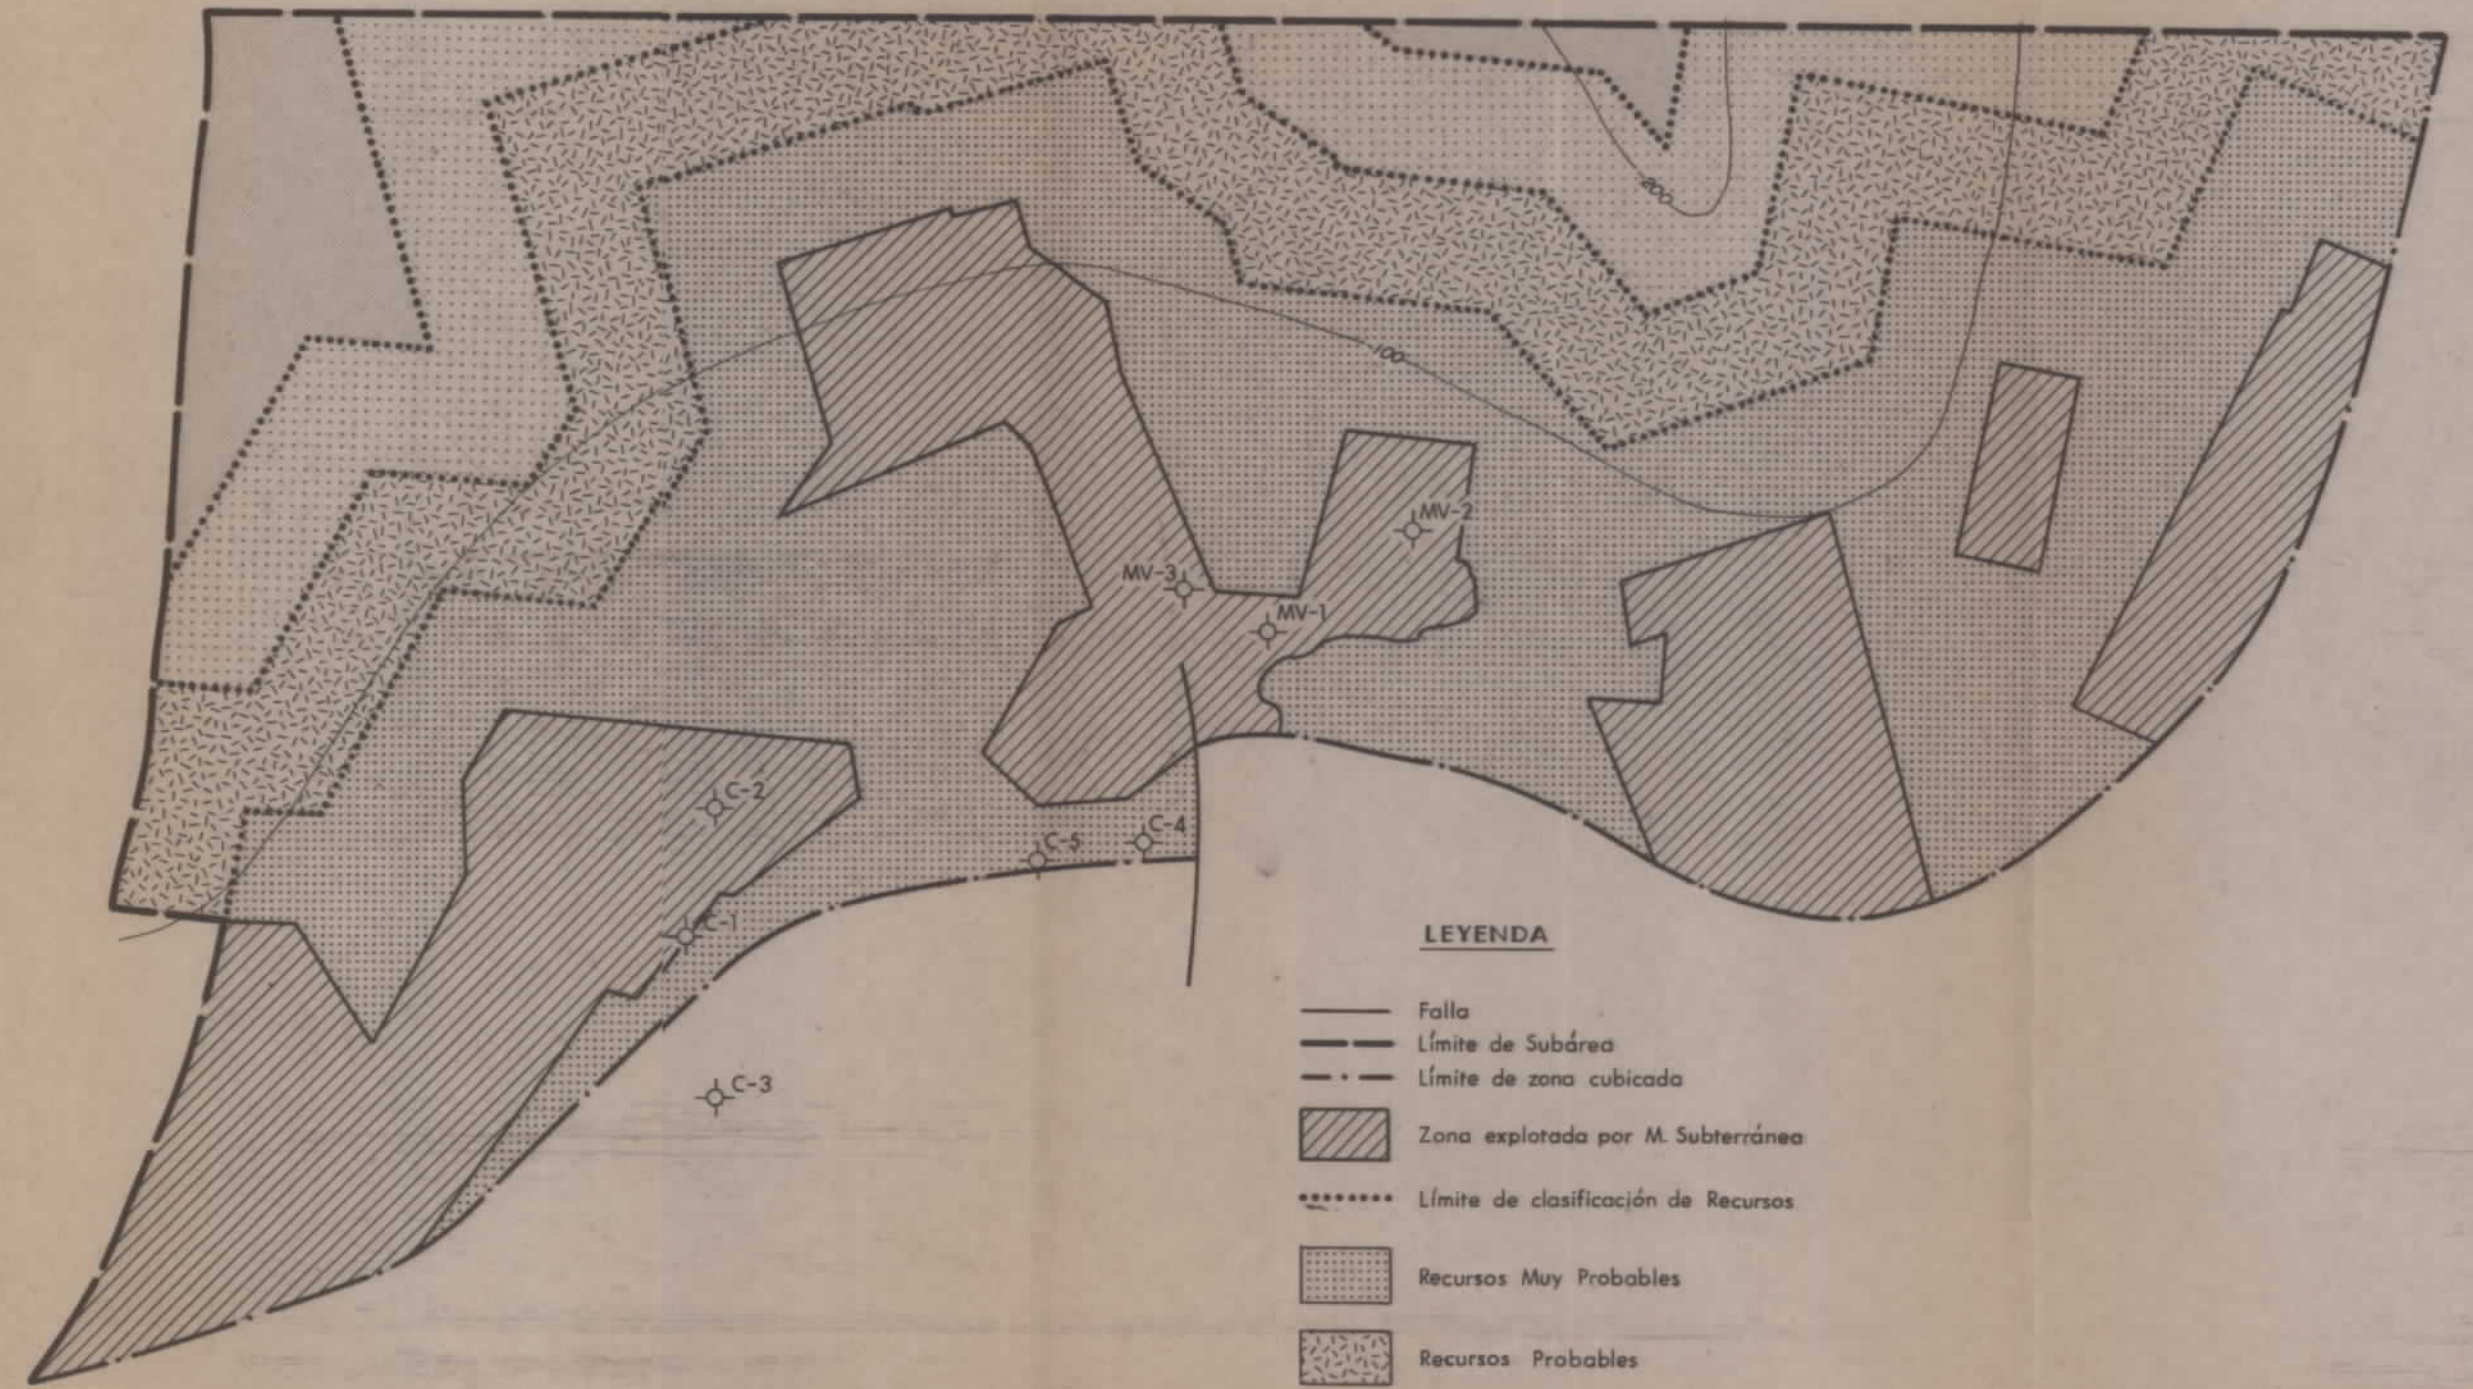 200
100
MV-2
MV-3
MV-1
C-2
C-5
C-4
C-1
C-3
LEYENDA
Falla
Límite de Subárea
Límite de zona cubicada
Zona explotada por M. Subterránea
Límite de clasificación de Recursos
Recursos Muy Probables
Recursos Probables